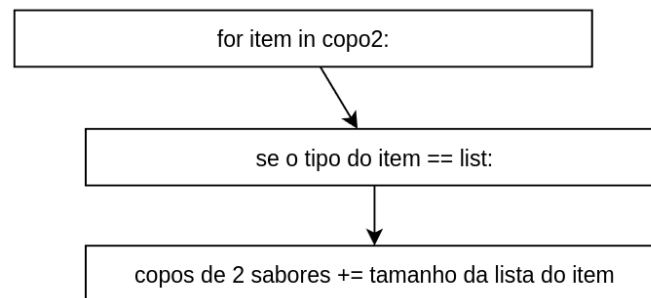 for item in copo2:
se o tipo do item == list:
copos de 2 sabores += tamanho da lista do item